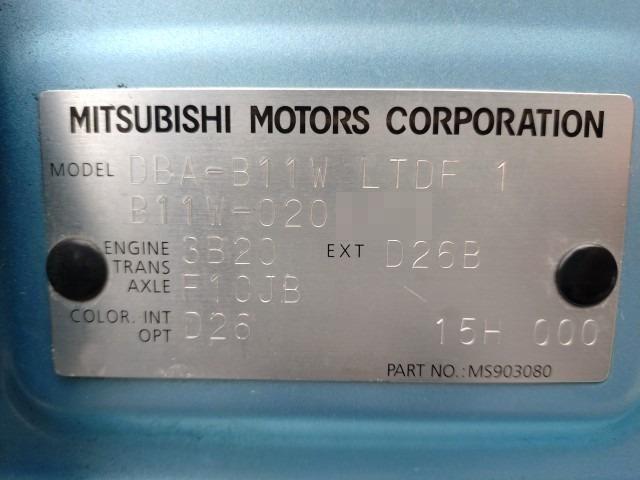 MITSUBISHI MOTORS CORPORATION
MODEL DBA-B11W LTDF 1
B11W-020
ENGINE 3B20 EXT D26B
TRANS
AXLE F1CJB
COLOR. INT D26
OPT 15H 000
PART NO.: MS903080